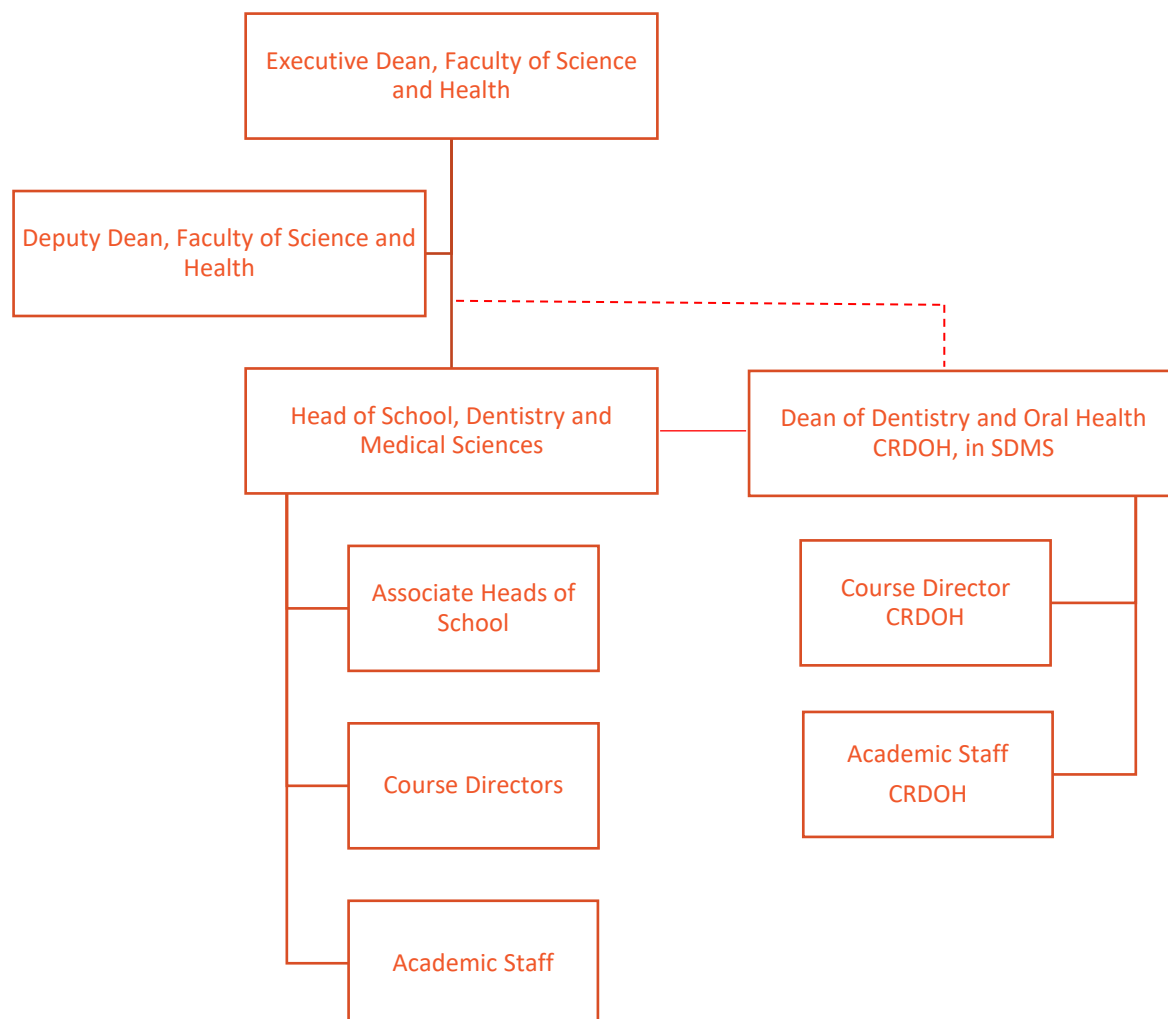 Executive Dean, Faculty of Science
and Health
Deputy Dean, Faculty of Science and
Health
Head of School, Dentistry and
Medical Sciences
Dean of Dentistry and Oral Health
CRDOH, in SDMS
Associate Heads of
School
Course Directors
Academic Staff
Course Director
CRDOH
Academic Staff
CRDOH